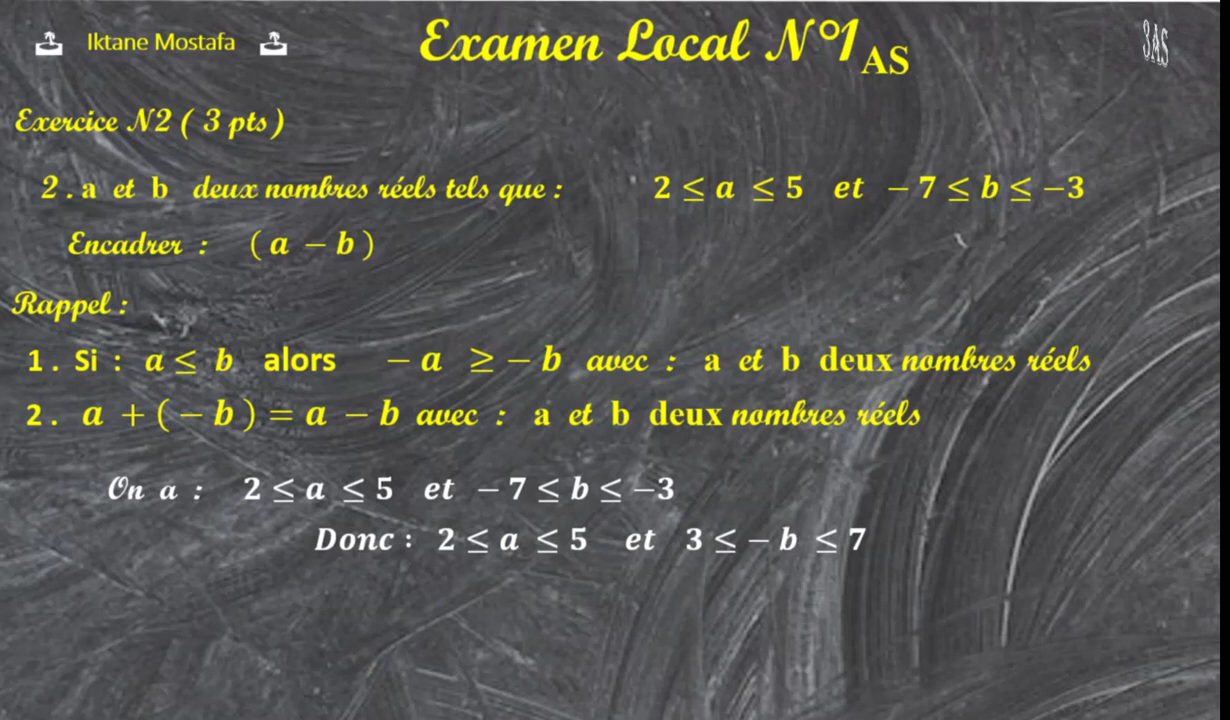 Iktane Mostafa
Examen Local N°1 AS
3AS
Exercice N2 ( 3 pts )
2 . a et b deux nombres réels tels que : 2 ≤ a ≤ 5 et − 7 ≤ b ≤ −3
Encadrer : ( a − b )
Rappel :
1 . Si : a ≤ b alors − a ≥ − b avec : a et b deux nombres réels
2 . a + ( − b ) = a − b avec : a et b deux nombres réels
On a : 2 ≤ a ≤ 5 et − 7 ≤ b ≤ −3
Donc : 2 ≤ a ≤ 5 et 3 ≤ − b ≤ 7